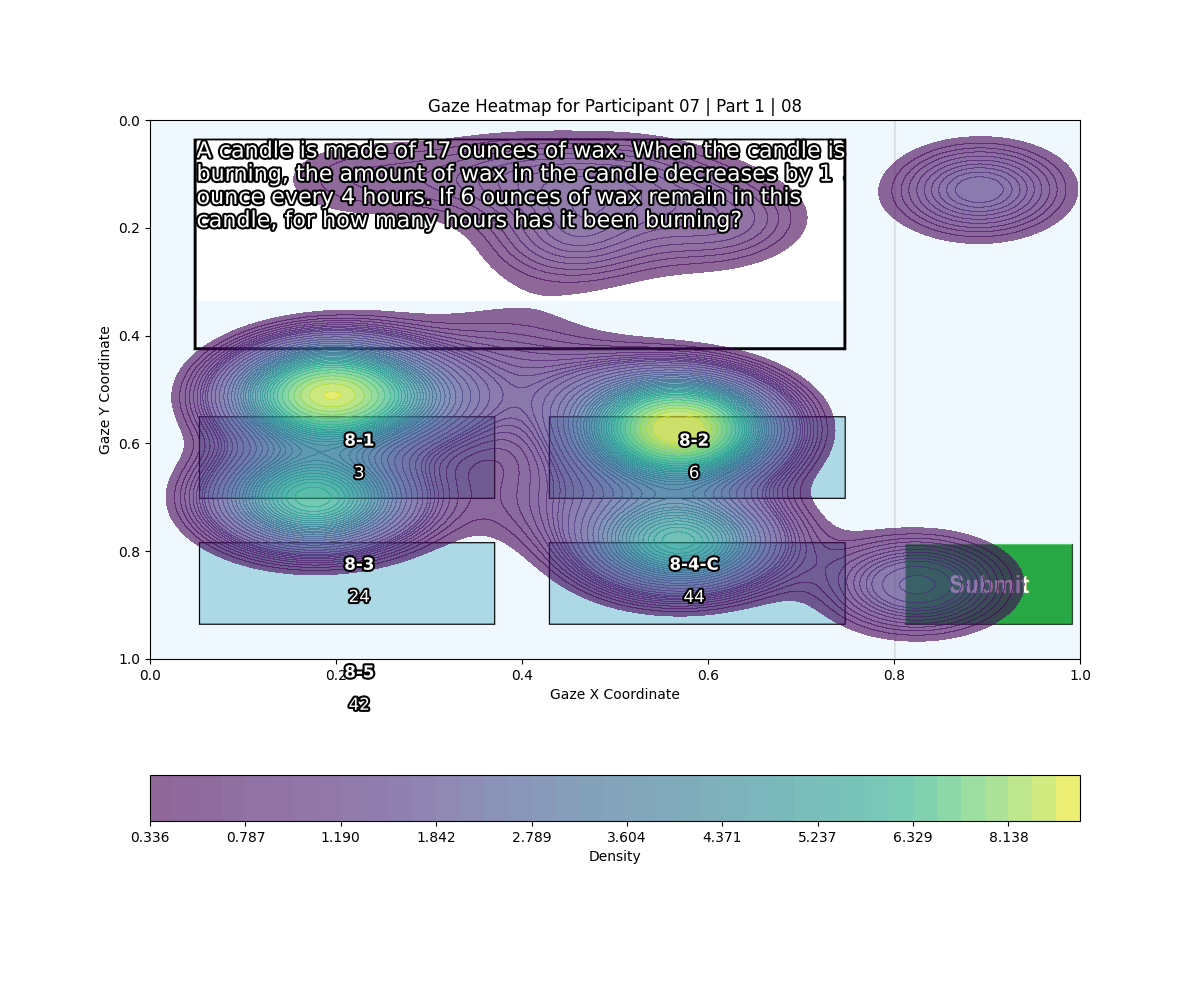 Gaze Heatmap for Participant 07 | Part 1 | 08
A candle is made of 17 ounces of wax. When the candle is
burning, the amount of wax in the candle decreases by 1
ounce every 4 hours. If 6 ounces of wax remain in this
candle, for how many hours has it been burning?
0.0
0.2
0.4
0.6
0.8
1.0
Gaze Y Coordinate
8-1
3
8-2
6
8-3
24
8-4-C
44
Submit
8-5
42
0.0 0.2 0.4 0.6 0.8 1.0
Gaze X Coordinate
0.336 0.787 1.190 1.842 2.789 3.604 4.371 5.237 6.329 8.138
Density